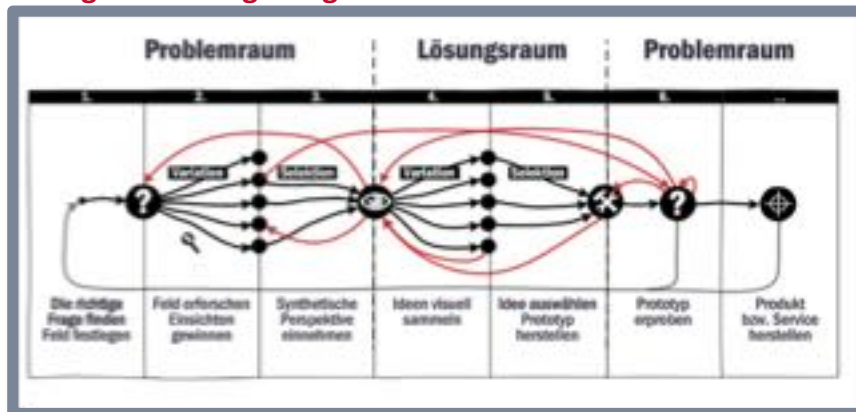 Problemraum
Lösungsraum
Problemraum
1.
2.
3.
4.
5.
6.
...
Variation
Selektion
Variation
Selektion
?
?
Die richtige
Frage finden
Feld festlegen
Feld erforschen
Einsichten
gewinnen
Synthetische
Perspektive
einnehmen
Ideen visuell
sammeln
Idee auswählen
Prototyp
herstellen
Prototyp
erproben
Produkt
bzw. Service
herstellen